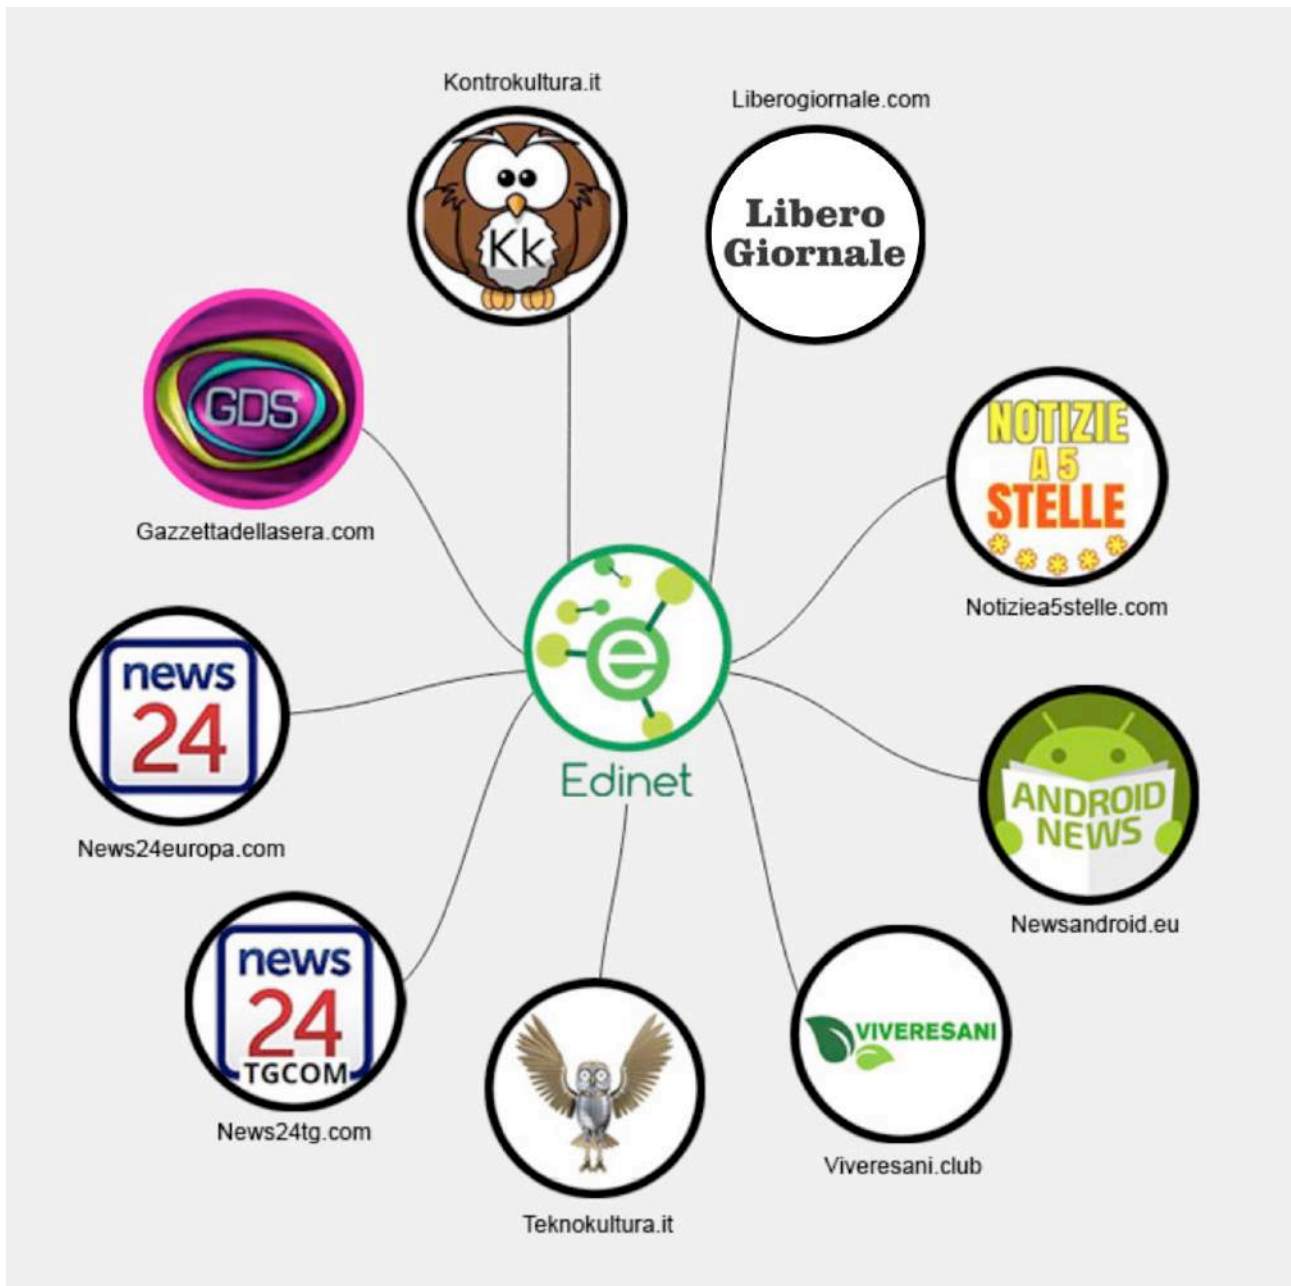 Kontrokultura.it
Kk
Liberogiornale.com
Libero
Giornale
GDS
Gazzettadellasera.com
NOTIZIE
A 5
STELLE
Notiziea5stelle.com
e
Edinet
news
24
News24europa.com
ANDROID
NEWS
Newsandroid.eu
news
24
TGCOM
News24tg.com
VIVERESANI
Viveresani.club
Teknokultura.it